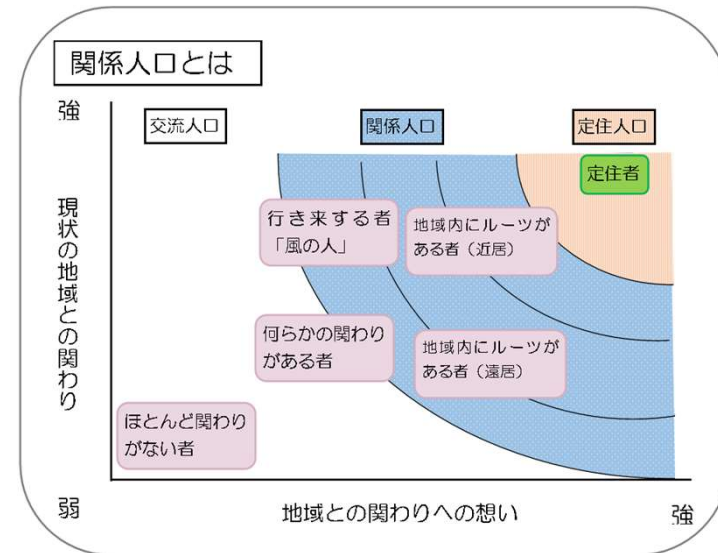 関係人口とは
強
交流人口
関係人口
定住人口
定住者
現状の地域との関わり
行き来する者
「風の人」
地域内にルーツが
ある者（近居）
何らかの関わり
がある者
地域内にルーツが
ある者（遠居）
ほとんど関わり
がない者
弱
地域との関わりへの想い
強